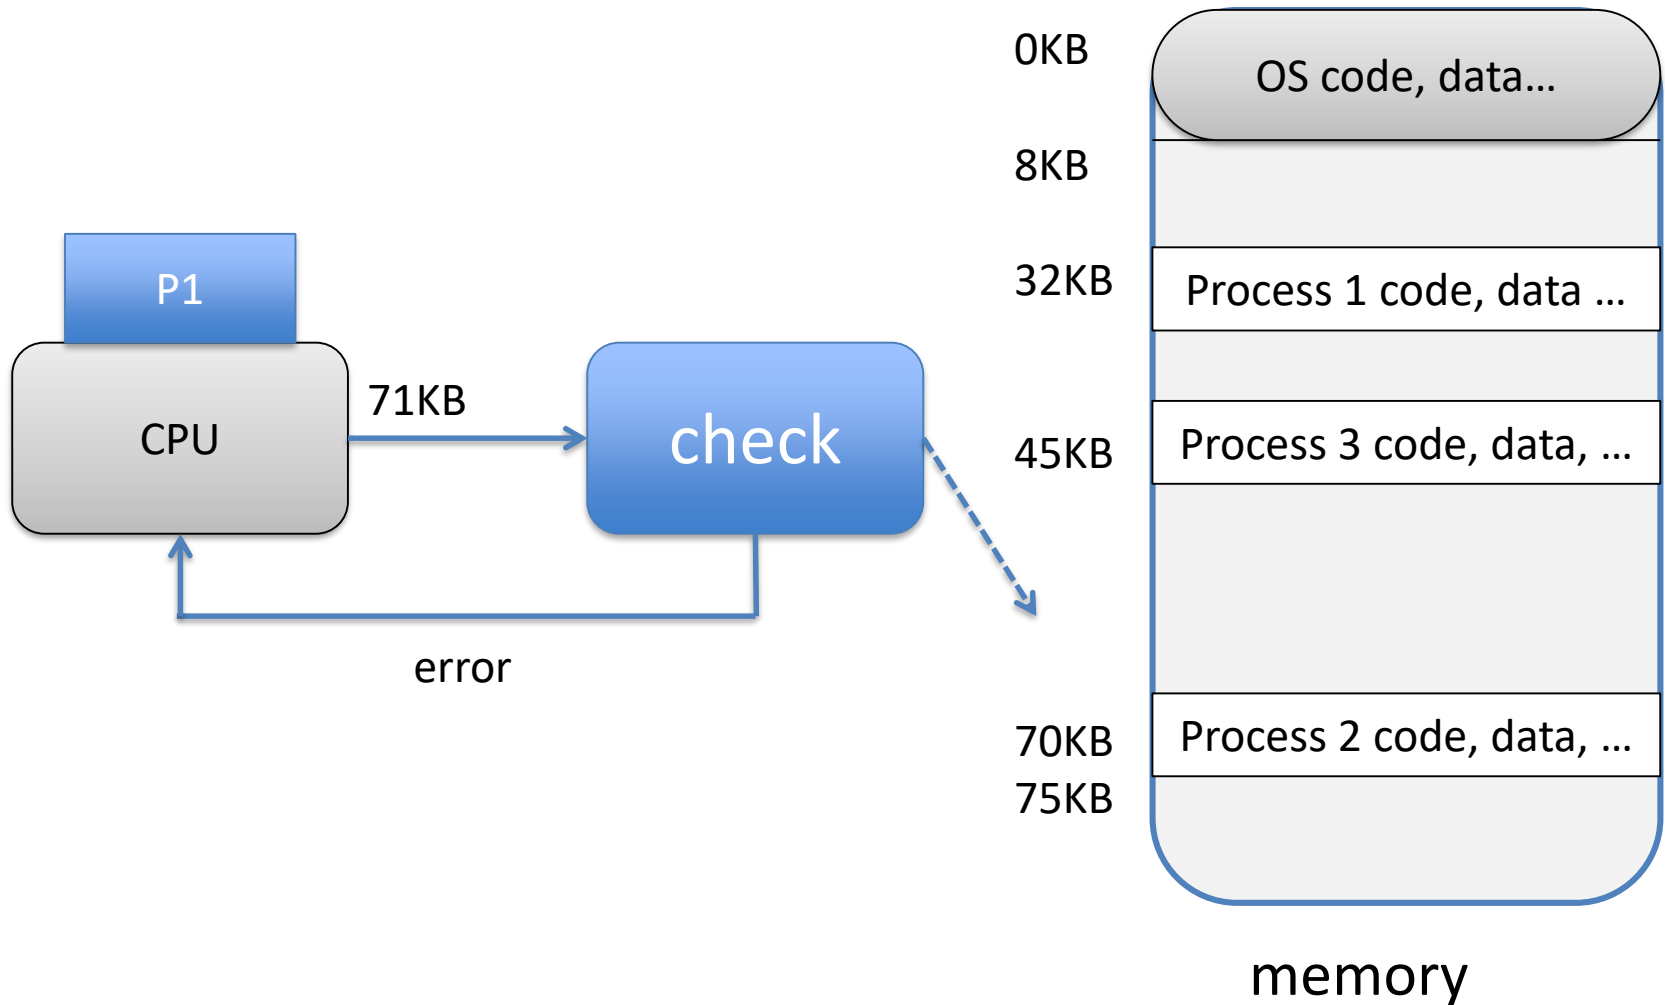 0KB
OS code, data…
8KB
P1
32KB
Process 1 code, data …
71KB
CPU
check
45KB
Process 3 code, data, …
error
70KB
Process 2 code, data, …
75KB
memory